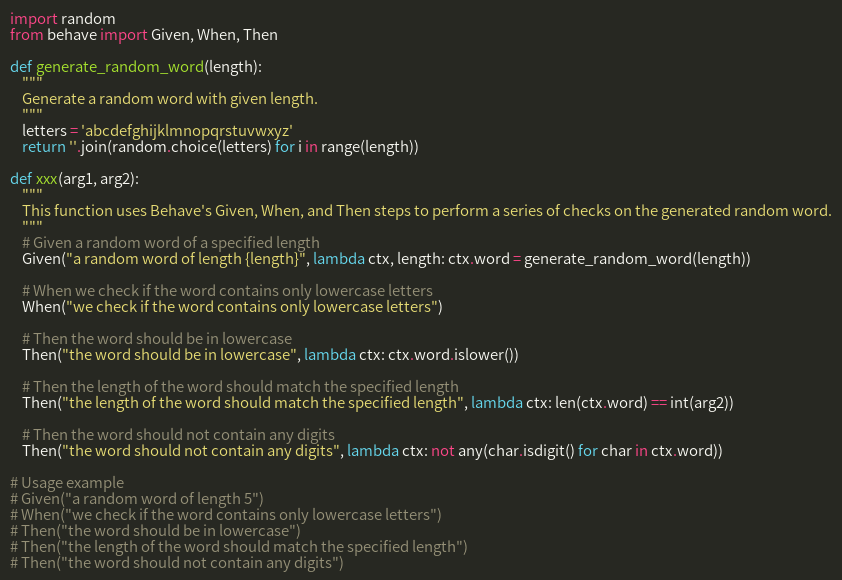 import random
from behave import Given, When, Then

def generate_random_word(length):
    """
    Generate a random word with given length.
    """
    letters = 'abcdefghijklmnopqrstuvwxyz'
    return ''.join(random.choice(letters) for i in range(length))

def xxx(arg1, arg2):
    """
    This function uses Behave's Given, When, and Then steps to perform a series of checks on the generated random word.
    """
    # Given a random word of a specified length
    Given("a random word of length {length}", lambda ctx, length: ctx.word = generate_random_word(length))

    # When we check if the word contains only lowercase letters
    When("we check if the word contains only lowercase letters")

    # Then the word should be in lowercase
    Then("the word should be in lowercase", lambda ctx: ctx.word.islower())

    # Then the length of the word should match the specified length
    Then("the length of the word should match the specified length", lambda ctx: len(ctx.word) == int(arg2))

    # Then the word should not contain any digits
    Then("the word should not contain any digits", lambda ctx: not any(char.isdigit() for char in ctx.word))

# Usage example
# Given("a random word of length 5")
# When("we check if the word contains only lowercase letters")
# Then("the word should be in lowercase")
# Then("the length of the word should match the specified length")
# Then("the word should not contain any digits")